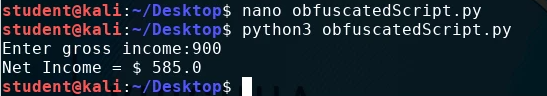 student@kali:~/Desktop$ nano obfuscatedScript.py
student@kali:~/Desktop$ python3 obfuscatedScript.py
Enter gross income:900
Net Income = $ 585.0
student@kali:~/Desktop$